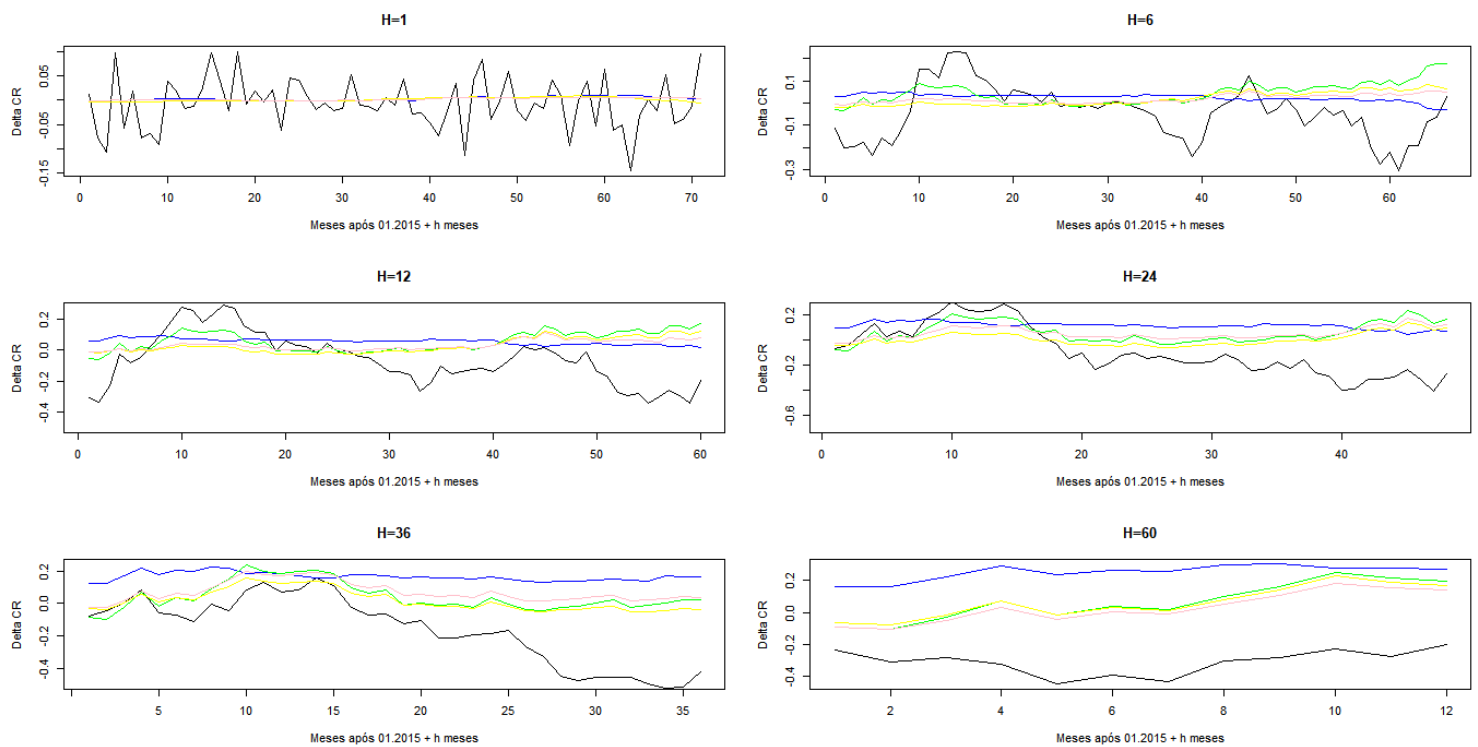 H=1
Delta CR
0.05
-0.05
-0.15
0 10 20 30 40 50 60 70
Meses após 01.2015 + h meses
H=6
Delta CR
0.1
-0.1
-0.3
0 10 20 30 40 50 60
Meses após 01.2015 + h meses
H=12
Delta CR
0.2
0.0
-0.2
-0.4
0 10 20 30 40 50 60
Meses após 01.2015 + h meses
H=24
Delta CR
0.2
-0.2
-0.6
0 10 20 30 40
Meses após 01.2015 + h meses
H=36
Delta CR
0.2
0.0
-0.4
5 10 15 20 25 30 35
Meses após 01.2015 + h meses
H=60
Delta CR
0.2
0.0
-0.2
-0.4
2 4 6 8 10 12
Meses após 01.2015 + h meses